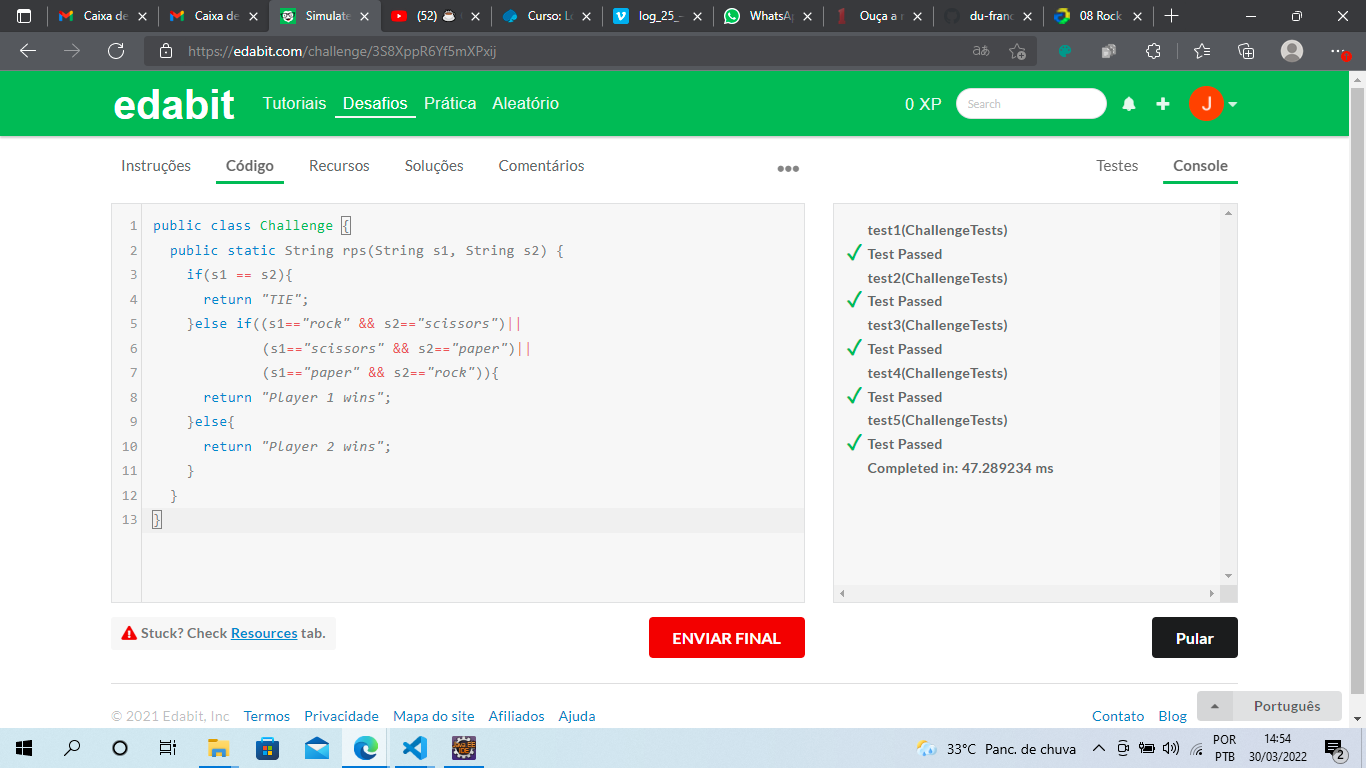 Caixa de
Caixa de
Simulate
(52)
Curso: L
log_25_-
WhatsAp
Ouça a r
du-franc
08 Rock
https://edabit.com/challenge/3S8XppR6Yf5mXPxij
edabit
Tutoriais
Desafios
Prática
Aleatório
0 XP
Search
J
Instruções
Código
Recursos
Soluções
Comentários
Testes
Console
1 public class Challenge {
2 public static String rps(String s1, String s2) {
3 if(s1 == s2){
4 return "TIE";
5 }else if((s1=="rock" && s2=="scissors")||
6 (s1=="scissors" && s2=="paper")||
7 (s1=="paper" && s2=="rock")){
8 return "Player 1 wins";
9 }else{
10 return "Player 2 wins";
11 }
12 }
13 }
test1(ChallengeTests)
Test Passed
test2(ChallengeTests)
Test Passed
test3(ChallengeTests)
Test Passed
test4(ChallengeTests)
Test Passed
test5(ChallengeTests)
Test Passed
Completed in: 47.289234 ms
Stuck? Check Resources tab.
ENVIAR FINAL
Pular
© 2021 Edabit, Inc
Termos
Privacidade
Mapa do site
Afiliados
Ajuda
Contato
Blog
Português
33°C Panc. de chuva
POR
PTB
14:54
30/03/2022
2